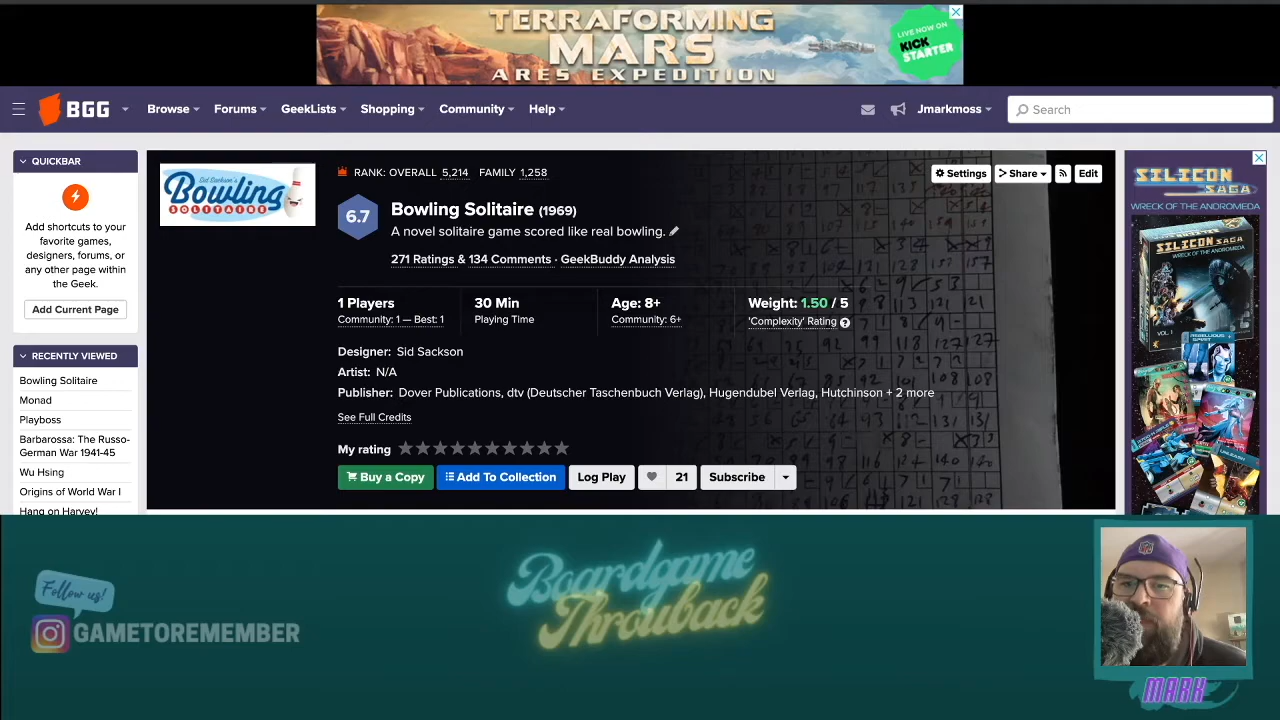 TERRAFORMING
MARS
ARES EXPEDITION
LIVE NOW ON
KICK
STARTER
BGG
Browse
Forums
GeekLists
Shopping
Community
Help
Jmarkmoss
Search
QUICKBAR
Add shortcuts to your
favorite games,
designers, forums, or
any other page within
the Geek.
Add Current Page
RECENTLY VIEWED
Bowling Solitaire
Monad
Playboss
Barbarossa: The Russo-
German War 1941-45
Wu Hsing
Origins of World War I
Hang on Harvey!
Sid Sackson's
Bowling
SOLITAIRE
RANK: OVERALL 5,214 FAMILY 1,258
Settings
Share
Edit
6.7
Bowling Solitaire (1969)
A novel solitaire game scored like real bowling.
271 Ratings & 134 Comments · GeekBuddy Analysis
1 Players
Community: 1 — Best: 1
30 Min
Playing Time
Age: 8+
Community: 6+
Weight: 1.50 / 5
'Complexity' Rating
Designer: Sid Sackson
Artist: N/A
Publisher: Dover Publications, dtv (Deutscher Taschenbuch Verlag), Hugendubel Verlag, Hutchinson + 2 more
See Full Credits
My rating
Buy a Copy
Add To Collection
Log Play
21
Subscribe
SILICON
SAGA
WRECK OF THE ANDROMEDA
SILICON SAGA
VOL. 1
Follow us!
GAMETOREMEMBER
Boardgame
Throwback
MARK